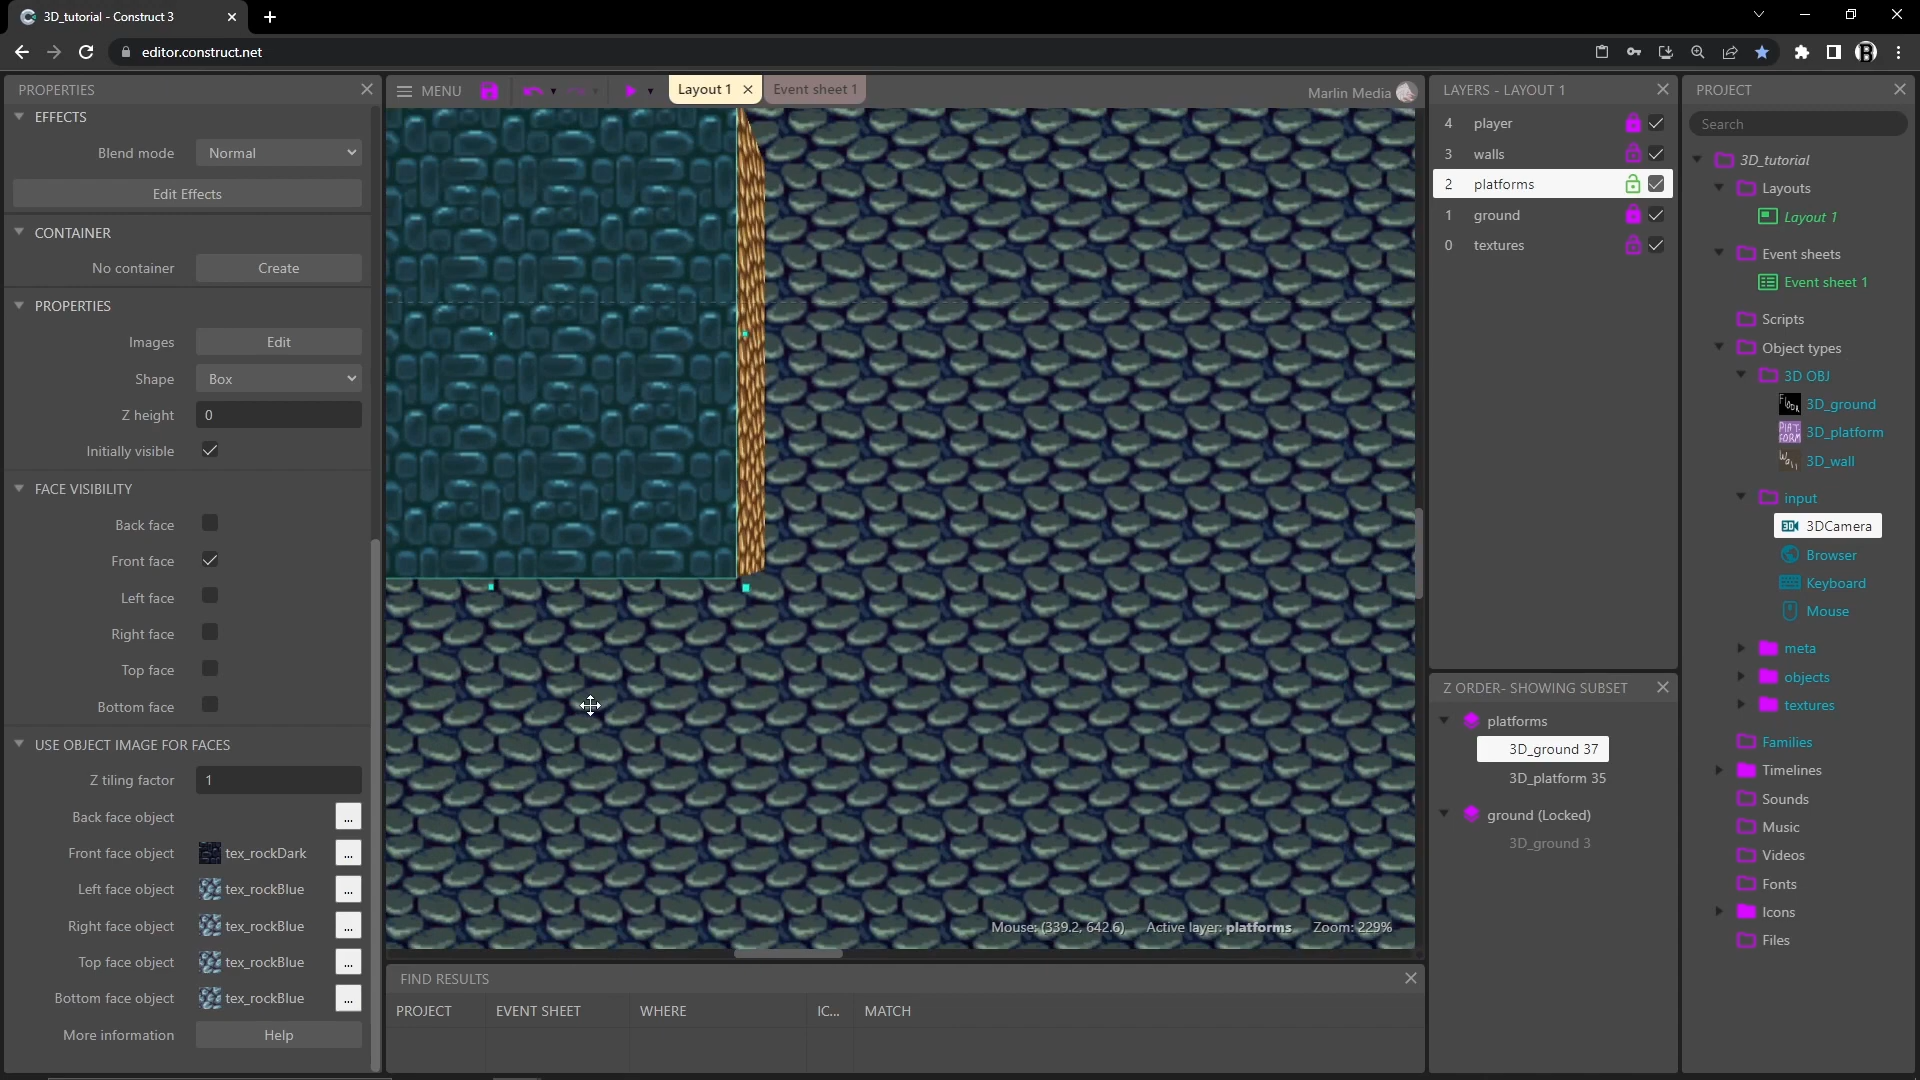 3D_tutorial - Construct 3
editor.construct.net
PROPERTIES
EFFECTS
Blend mode Normal
Edit Effects
CONTAINER
No container Create
PROPERTIES
Images Edit
Shape Box
Z height 0
Initially visible
FACE VISIBILITY
Back face
Front face
Left face
Right face
Top face
Bottom face
USE OBJECT IMAGE FOR FACES
Z tiling factor 1
Back face object ...
Front face object tex_rockDark ...
Left face object tex_rockBlue ...
Right face object tex_rockBlue ...
Top face object tex_rockBlue ...
Bottom face object tex_rockBlue ...
More information Help
MENU
Layout 1
Event sheet 1
Marlin Media
Mouse: (339.2, 642.6) Active layer: platforms Zoom: 229%
FIND RESULTS
PROJECT EVENT SHEET WHERE IC... MATCH
LAYERS - LAYOUT 1
4 player
3 walls
2 platforms
1 ground
0 textures
Z ORDER- SHOWING SUBSET
platforms
3D_ground 37
3D_platform 35
ground (Locked)
3D_ground 3
PROJECT
Search
3D_tutorial
Layouts
Layout 1
Event sheets
Event sheet 1
Scripts
Object types
3D OBJ
3D_ground
3D_platform
3D_wall
input
3DCamera
Browser
Keyboard
Mouse
meta
objects
textures
Families
Timelines
Sounds
Music
Videos
Fonts
Icons
Files